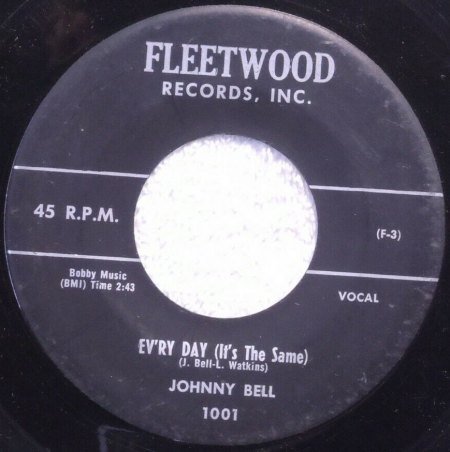 FLEETWOOD
RECORDS, INC.
45 R.P.M.
(F-3)
Bobby Music
(BMI) Time 2:43
VOCAL
EV'RY DAY (It's The Same)
(J. Bell-L. Watkins)
JOHNNY BELL
1001